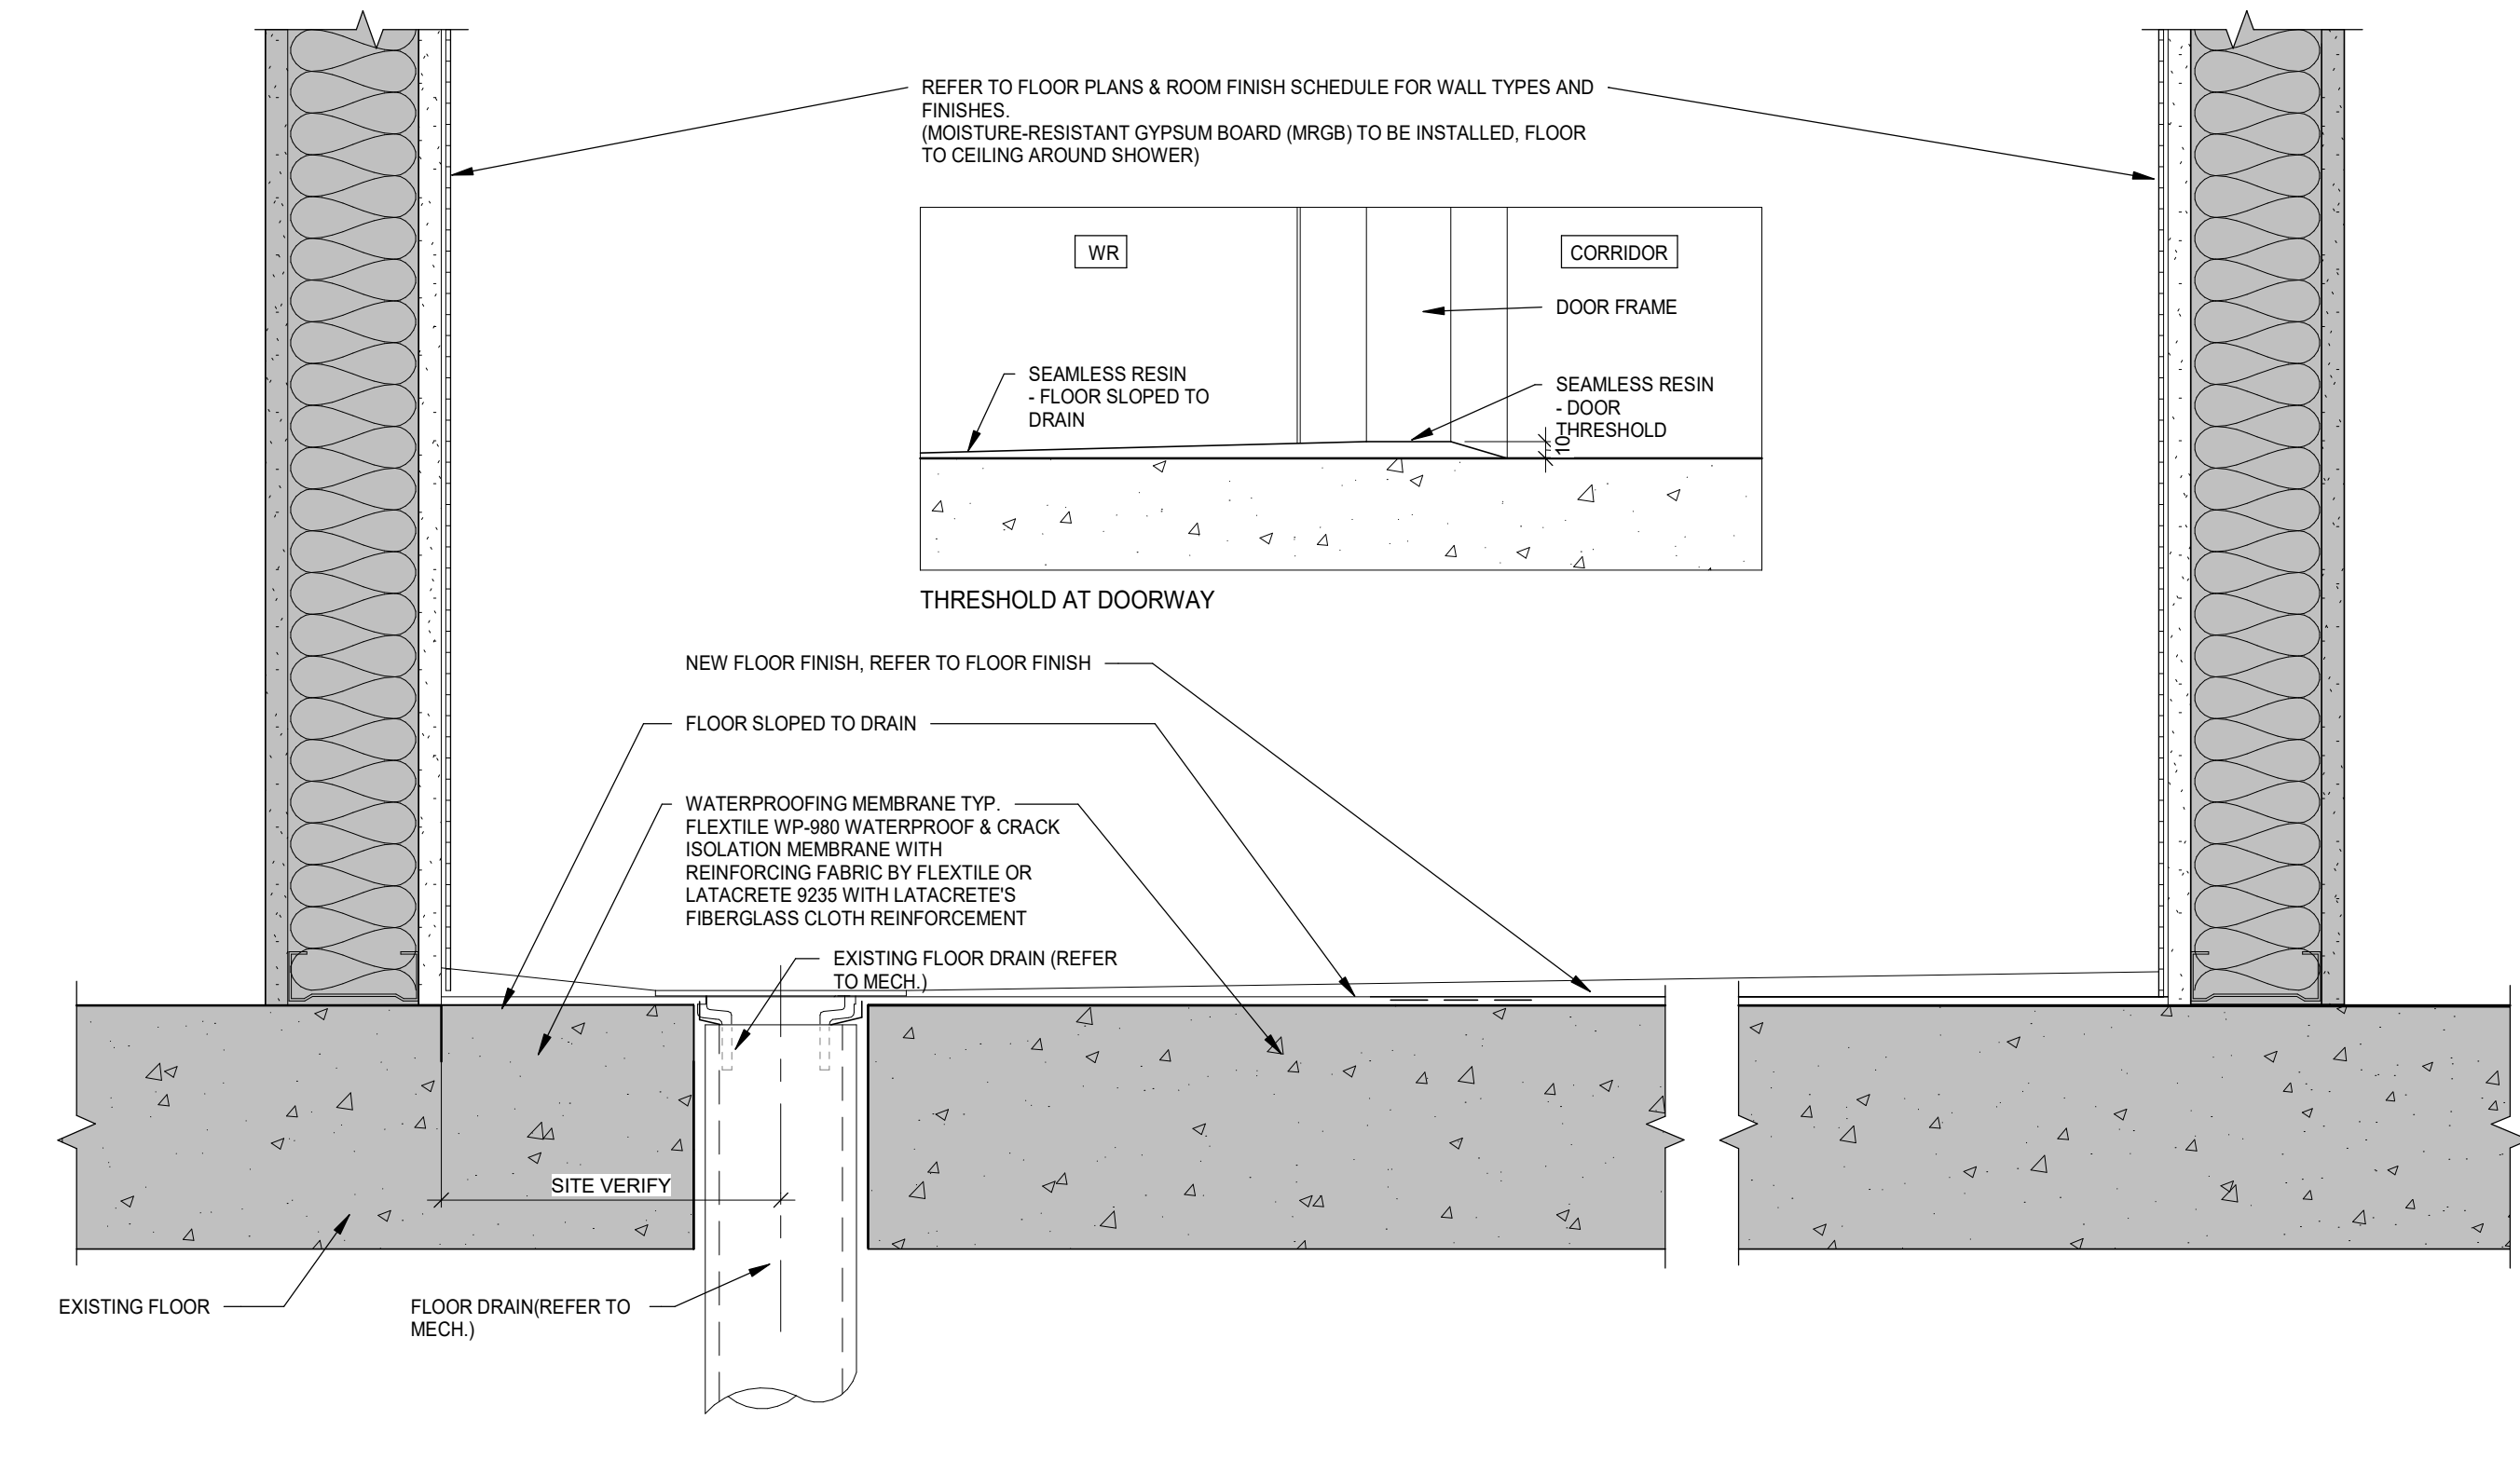 REFER TO FLOOR PLANS & ROOM FINISH SCHEDULE FOR WALL TYPES AND
FINISHES.
(MOISTURE-RESISTANT GYPSUM BOARD (MRGB) TO BE INSTALLED, FLOOR
TO CEILING AROUND SHOWER)
WR
CORRIDOR
DOOR FRAME
SEAMLESS RESIN
- FLOOR SLOPED TO
DRAIN
SEAMLESS RESIN
- DOOR
THRESHOLD
10
THRESHOLD AT DOORWAY
NEW FLOOR FINISH, REFER TO FLOOR FINISH
FLOOR SLOPED TO DRAIN
WATERPROOFING MEMBRANE TYP.
FLEXTILE WP-980 WATERPROOF & CRACK
ISOLATION MEMBRANE WITH
REINFORCING FABRIC BY FLEXTILE OR
LATACRETE 9235 WITH LATACRETE'S
FIBERGLASS CLOTH REINFORCEMENT
EXISTING FLOOR DRAIN (REFER
TO MECH.)
SITE VERIFY
EXISTING FLOOR
FLOOR DRAIN(REFER TO
MECH.)